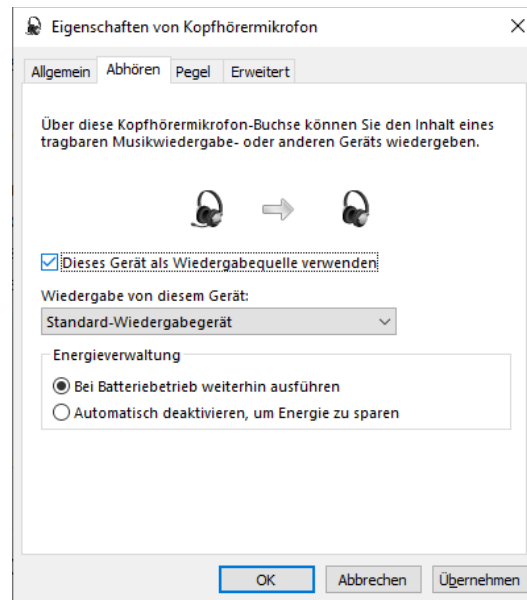 Eigenschaften von Kopfhörermikrofon
Allgemein Abhören Pegel Erweitert
Über diese Kopfhörermikrofon-Buchse können Sie den Inhalt eines
tragbaren Musikwiedergabe- oder anderen Geräts wiedergeben.
Dieses Gerät als Wiedergabequelle verwenden
Wiedergabe von diesem Gerät:
Standard-Wiedergabegerät
Energieverwaltung
Bei Batteriebetrieb weiterhin ausführen
Automatisch deaktivieren, um Energie zu sparen
OK Abbrechen Übernehmen